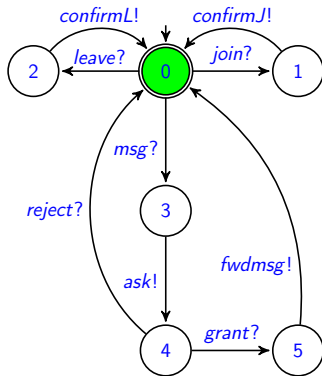 confirmL! confirmJ!
leave? join?
2 0 1
msg?
3
reject?
ask! fwdmsg!
grant?
4 5